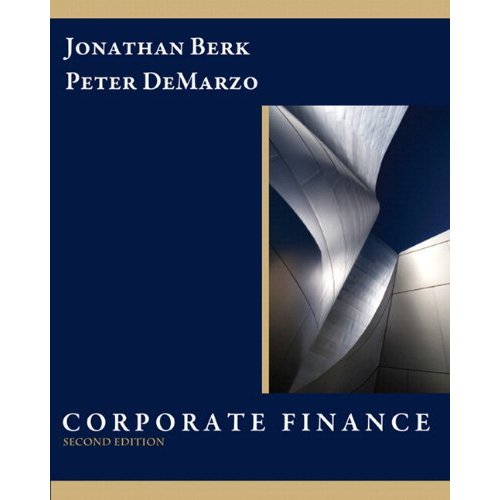 Jonathan Berk
Peter DeMarzo
CORPORATE FINANCE
SECOND EDITION